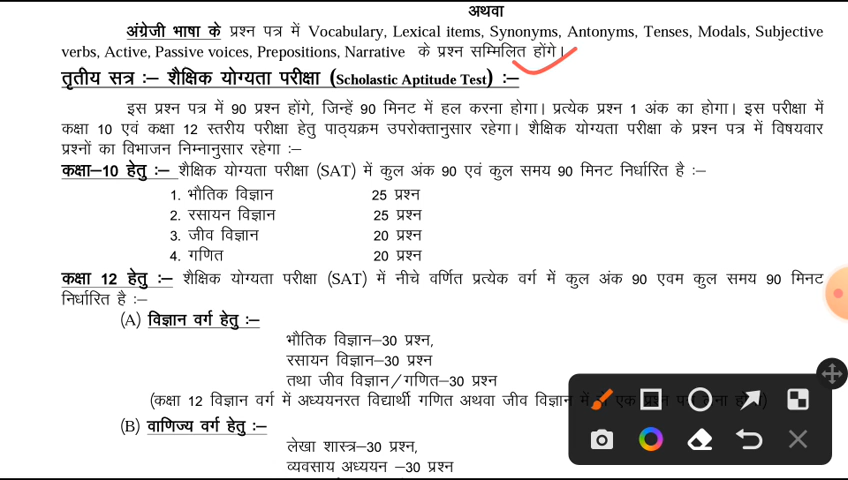 अथवा
अंग्रेजी भाषा के प्रश्न पत्र में Vocabulary, Lexical items, Synonyms, Antonyms, Tenses, Modals, Subjective
verbs, Active, Passive voices, Prepositions, Narrative के प्रश्न सम्मिलित होंगे।
तृतीय सत्र :– शैक्षिक योग्यता परीक्षा (Scholastic Aptitude Test) :–
इस प्रश्न पत्र में 90 प्रश्न होंगे, जिन्हें 90 मिनट में हल करना होगा। प्रत्येक प्रश्न 1 अंक का होगा। इस परीक्षा में
कक्षा 10 एवं कक्षा 12 स्तरीय परीक्षा हेतु पाठ्यक्रम उपरोक्तानुसार रहेगा। शैक्षिक योग्यता परीक्षा के प्रश्न पत्र में विषयवार
प्रश्नों का विभाजन निम्नानुसार रहेगा :–
कक्षा–10 हेतु :– शैक्षिक योग्यता परीक्षा (SAT) में कुल अंक 90 एवं कुल समय 90 मिनट निर्धारित है :–
1. भौतिक विज्ञान 25 प्रश्न
2. रसायन विज्ञान 25 प्रश्न
3. जीव विज्ञान 20 प्रश्न
4. गणित 20 प्रश्न
कक्षा 12 हेतु :– शैक्षिक योग्यता परीक्षा (SAT) में नीचे वर्णित प्रत्येक वर्ग में कुल अंक 90 एवम कुल समय 90 मिनट
निर्धारित है :–
(A) विज्ञान वर्ग हेतु :–
भौतिक विज्ञान–30 प्रश्न,
रसायन विज्ञान–30 प्रश्न
तथा जीव विज्ञान/गणित–30 प्रश्न
(कक्षा 12 विज्ञान वर्ग में अध्ययनरत विद्यार्थी गणित अथवा जीव विज्ञान में एक प्रश्न
(B) वाणिज्य वर्ग हेतु :–
लेखा शास्त्र–30 प्रश्न,
व्यवसाय अध्ययन –30 प्रश्न